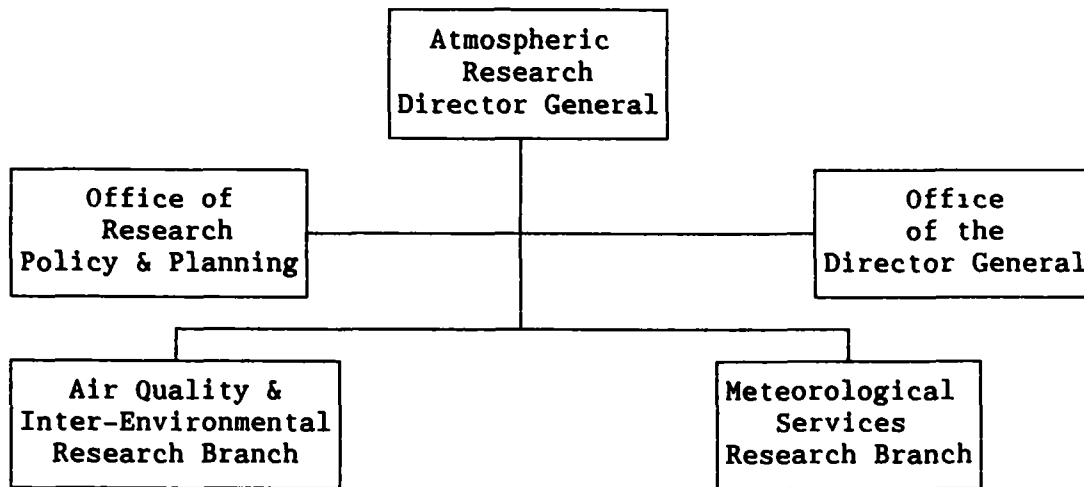 Atmospheric
Research
Director General
Office of
Research
Policy & Planning
Office
of the
Director General
Air Quality &
Inter-Environmental
Research Branch
Meteorological
Services
Research Branch